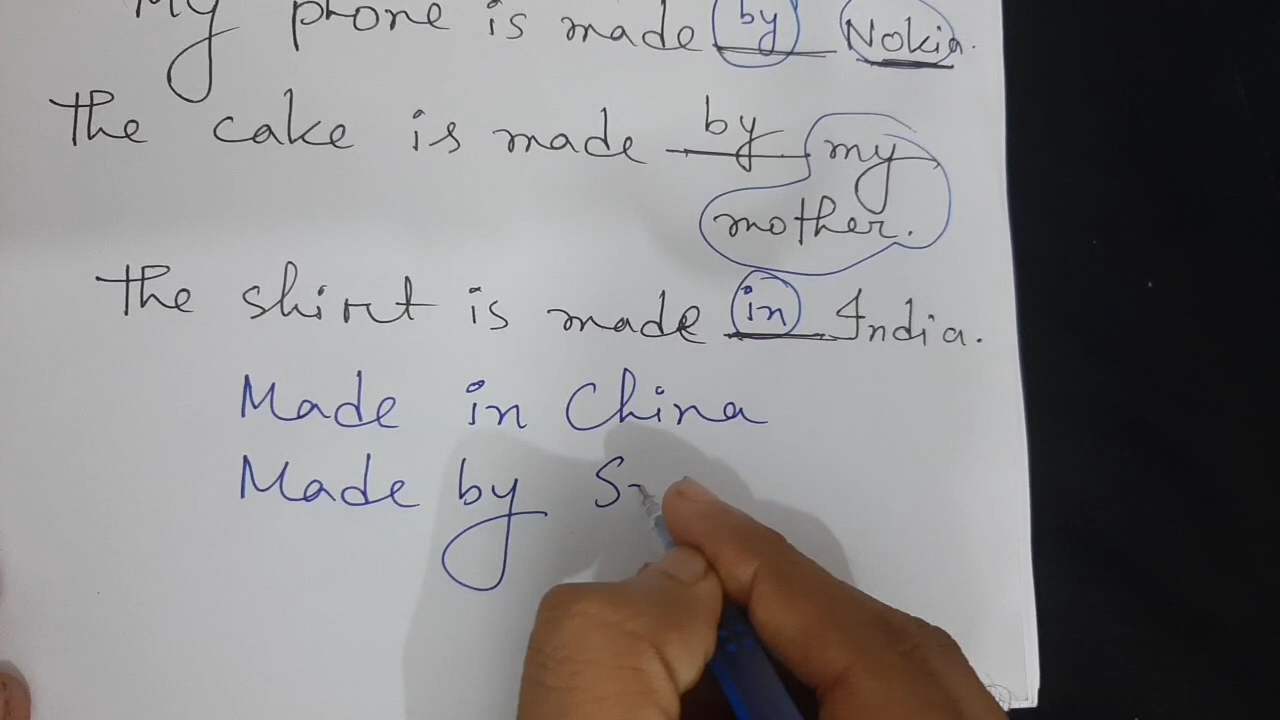 My phone is made by Nokia.
The cake is made by my
mother.
The shirt is made in India.
Made in China
Made by S